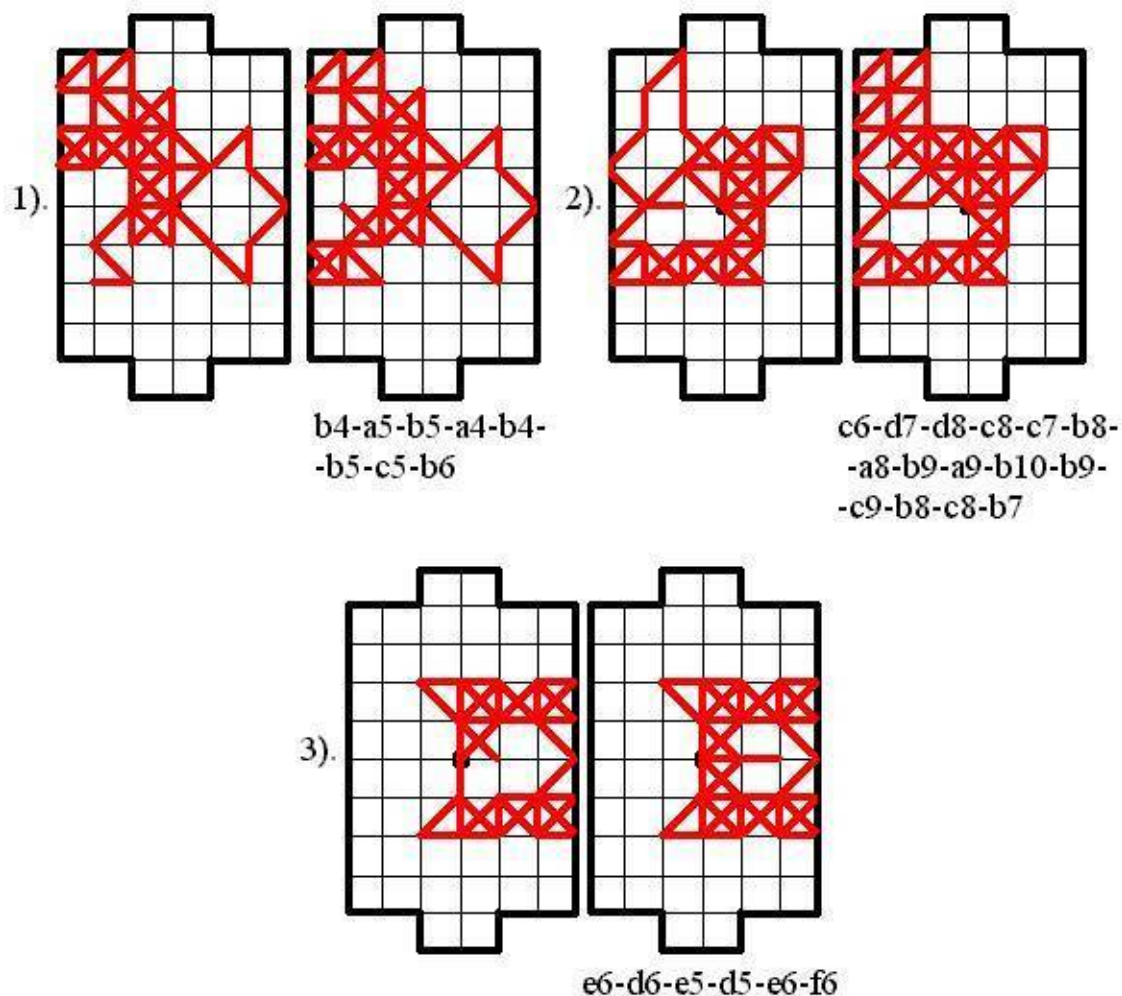 1).
2).
b4-a5-b5-a4-b4-
-b5-c5-b6
c6-d7-d8-c8-c7-b8-
-a8-b9-a9-b10-b9-
-c9-b8-c8-b7
3).
e6-d6-e5-d5-e6-f6